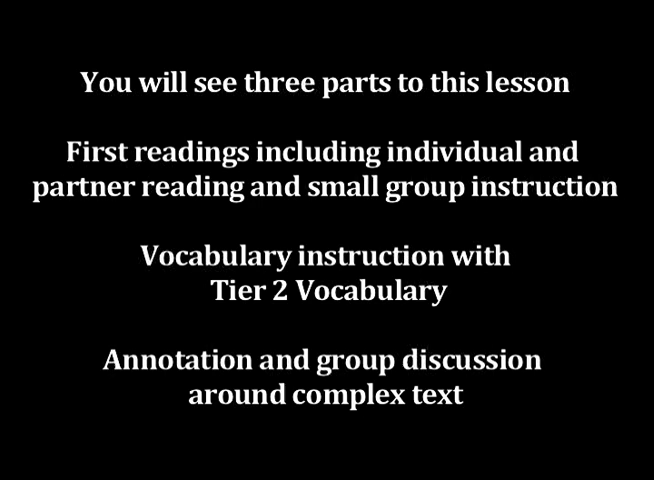 You will see three parts to this lesson
First readings including individual and
partner reading and small group instruction
Vocabulary instruction with
Tier 2 Vocabulary
Annotation and group discussion
around complex text